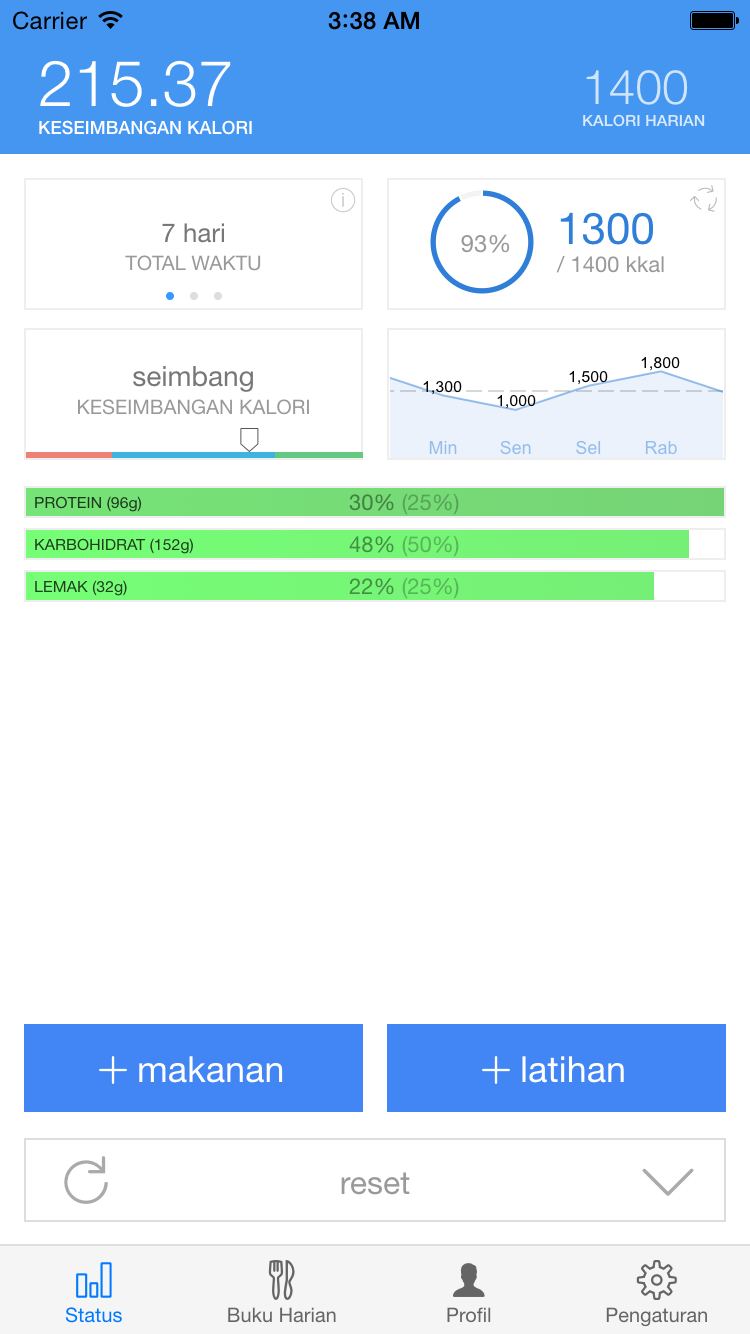 Carrier 3:38 AM
215.37
KESEIMBANGAN KALORI
1400
KALORI HARIAN
7 hari
TOTAL WAKTU
93%
1300
/ 1400 kkal
seimbang
KESEIMBANGAN KALORI
1,300
1,000
1,500
1,800
Min Sen Sel Rab
PROTEIN (96g) 30% (25%)
KARBOHIDRAT (152g) 48% (50%)
LEMAK (32g) 22% (25%)
+ makanan
+ latihan
reset
Status Buku Harian Profil Pengaturan